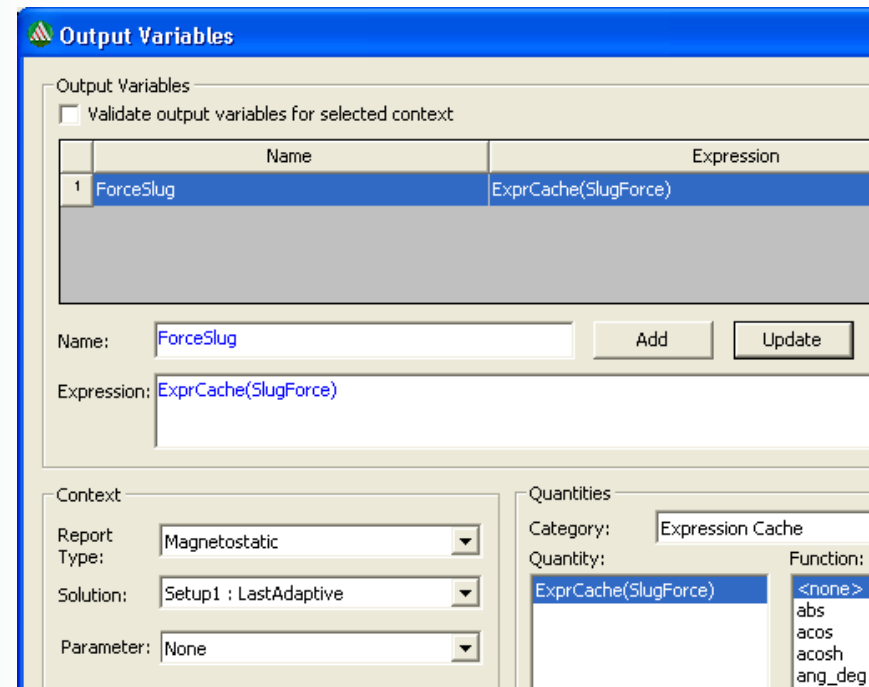 Output Variables
Output Variables
Validate output variables for selected context
Name Expression
1 ForceSlug ExprCache(SlugForce)
Name: ForceSlug Add Update
Expression: ExprCache(SlugForce)
Context
Report Type: Magnetostatic
Solution: Setup1 : LastAdaptive
Parameter: None
Quantities
Category: Expression Cache
Quantity: Function:
ExprCache(SlugForce) <none>
abs
acos
acosh
ang_deg